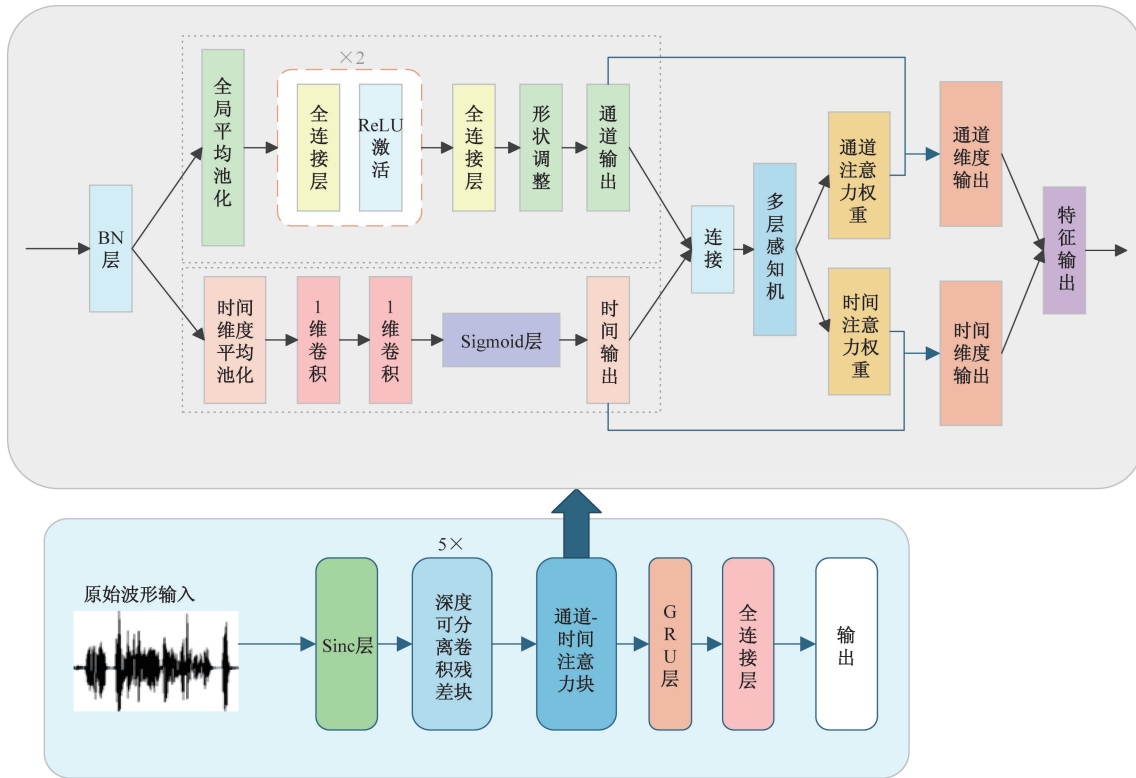 ×2
全局平均池化
全连接层
ReLU
激活
全连接层
形状调整
通道输出
BN
层
时间
维度
平均
池化
1
维卷积
1
维卷积
Sigmoid层
时间输出
连接
多层感知机
通道
注意
力权
重
时间
注意
力权
重
通道
维度
输出
时间
维度
输出
特征输出
原始波形输入
Sinc层
5×
深度
可分
离卷
积残
差块
通道-
时间
注意
力块
GRU层
全连接层
输出